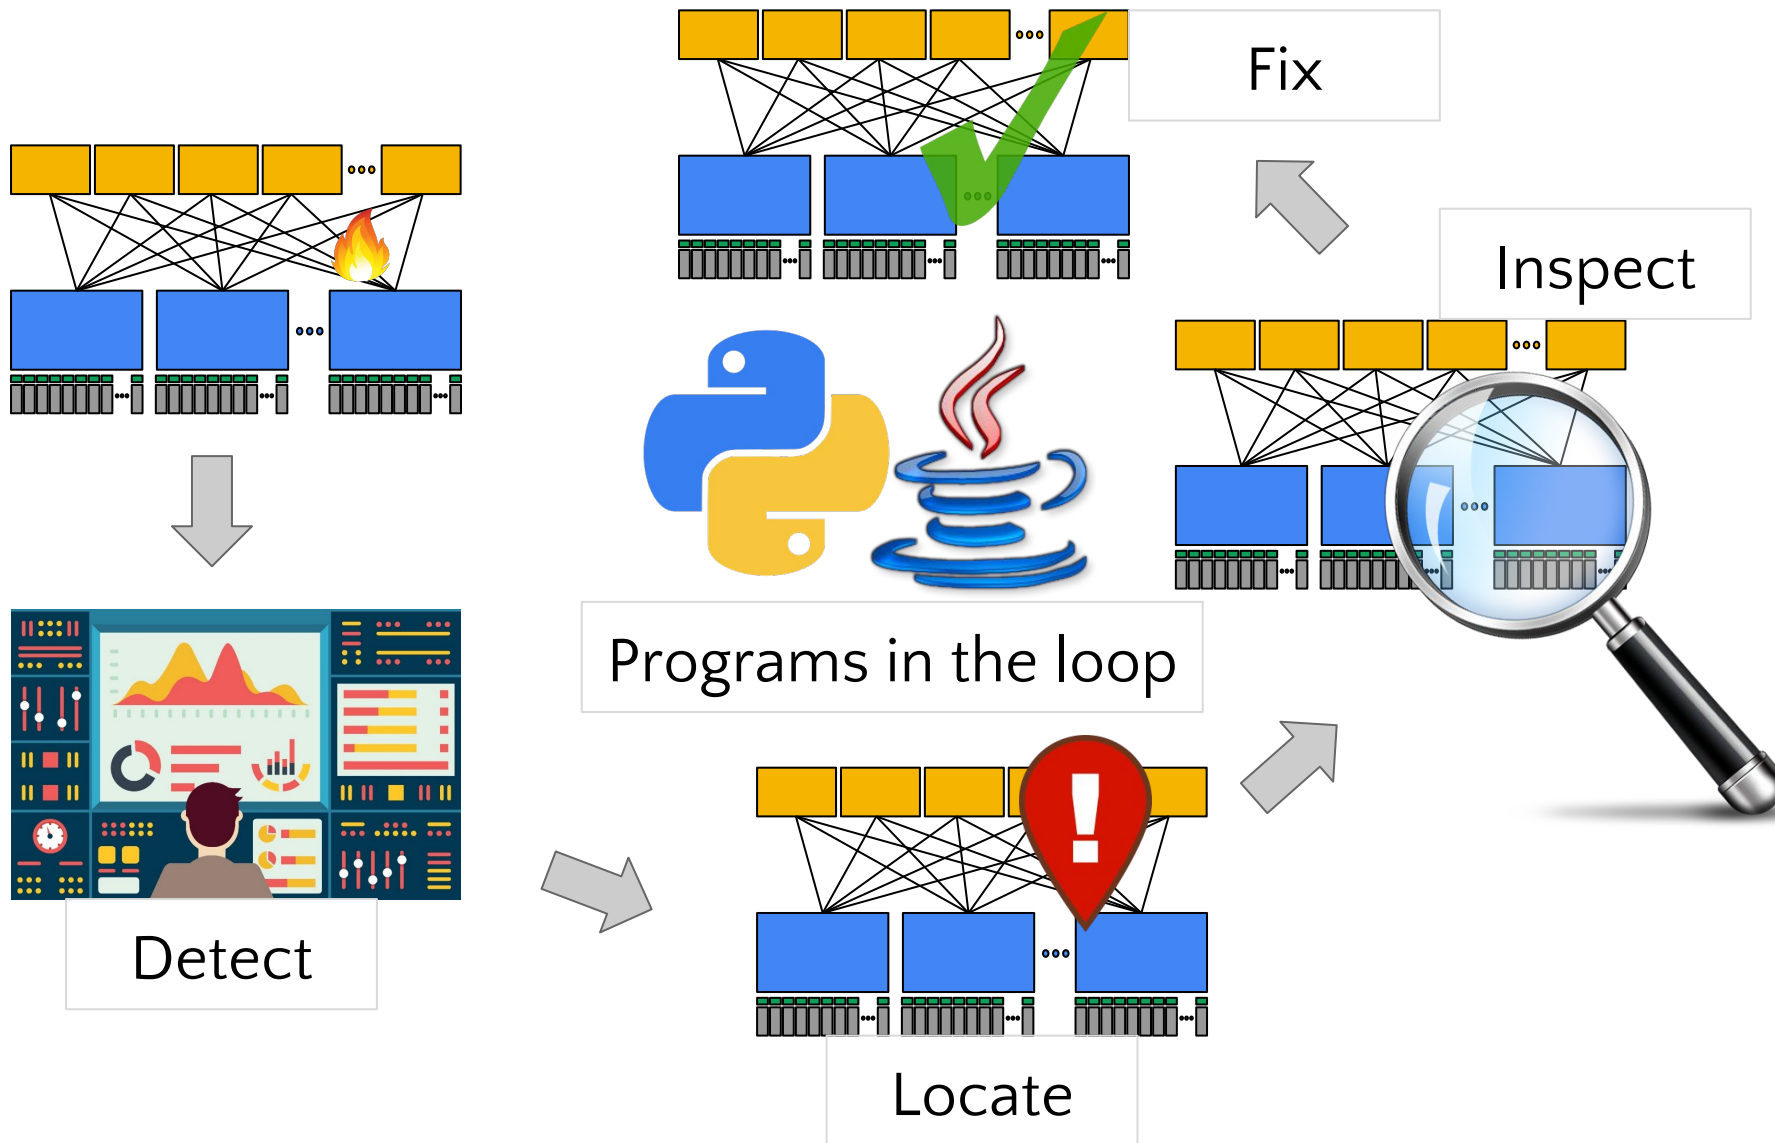 Fix
Inspect
Programs in the loop
Detect
Locate